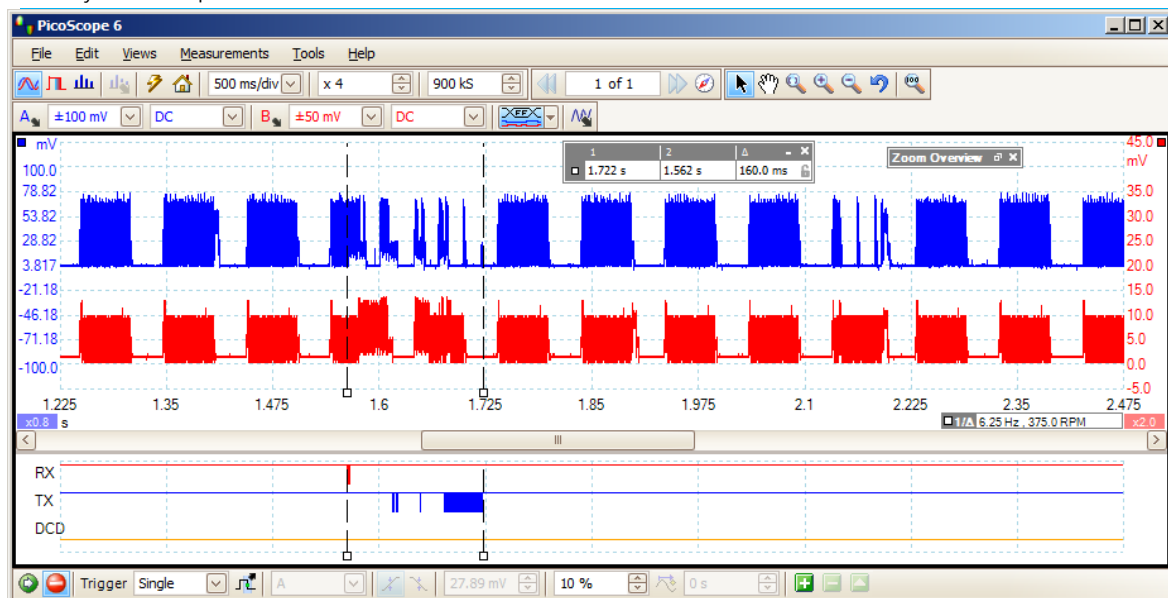 PicoScope 6
File Edit Views Measurements Tools Help
500 ms/div x 4 900 kS 1 of 1
A ±100 mV DC B ±50 mV DC
mV 45.0
mV
1 2 Δ
1.722 s 1.562 s 160.0 ms
Zoom Overview
100.0
78.82 35.0
53.82 30.0
28.82 25.0
3.817 20.0
-21.18 15.0
-46.18 10.0
-71.18 5.0
-100.0 0.0
-5.0
1.225 1.35 1.475 1.6 1.725 1.85 1.975 2.1 2.225 2.35 2.475
x0.8 s 1/Δ 6.25 Hz , 375.0 RPM x2.0
RX
TX
DCD
Trigger Single A 27.89 mV 10 % 0 s